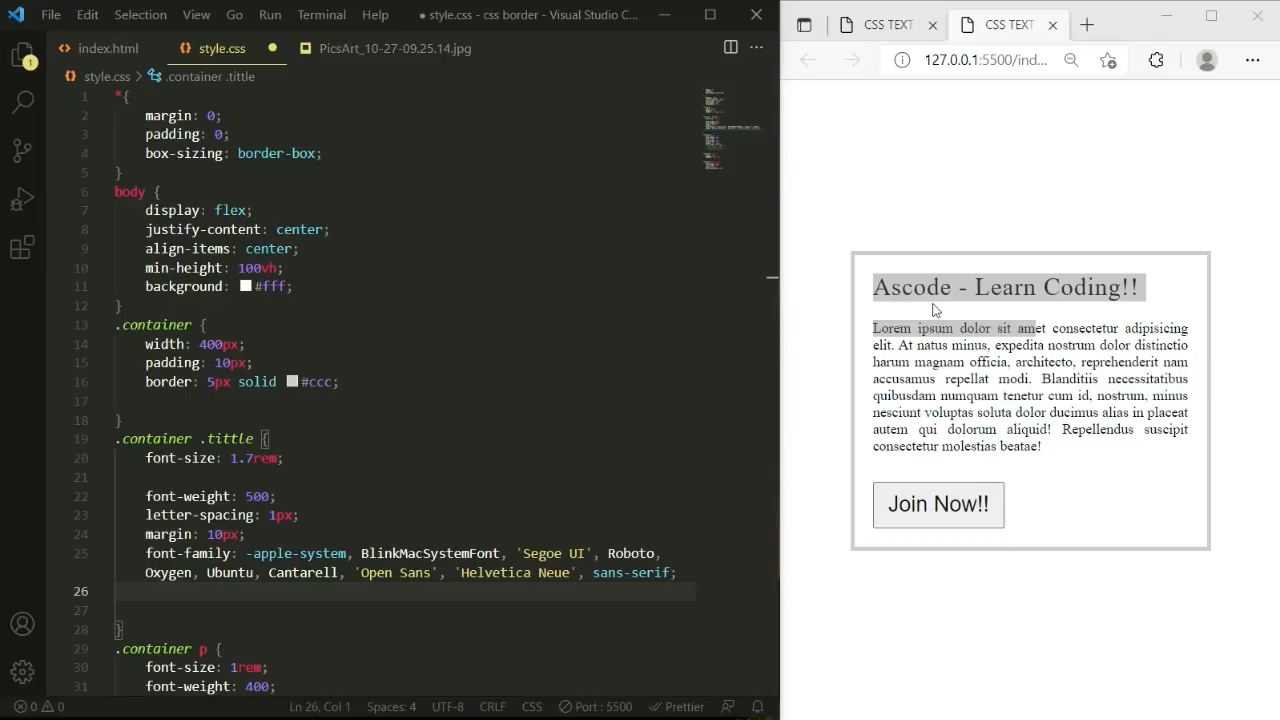 File Edit Selection View Go Run Terminal Help ● style.css - css border - Visual Studio C...
index.html style.css PicsArt_10-27-09.25.14.jpg
style.css > .container .tittle
1 *{
2 margin: 0;
3 padding: 0;
4 box-sizing: border-box;
5 }
6 body {
7 display: flex;
8 justify-content: center;
9 align-items: center;
10 min-height: 100vh;
11 background: #fff;
12 }
13 .container {
14 width: 400px;
15 padding: 10px;
16 border: 5px solid #ccc;
17
18 }
19 .container .tittle {
20 font-size: 1.7rem;
21
22 font-weight: 500;
23 letter-spacing: 1px;
24 margin: 10px;
25 font-family: -apple-system, BlinkMacSystemFont, 'Segoe UI', Roboto,
Oxygen, Ubuntu, Cantarell, 'Open Sans', 'Helvetica Neue', sans-serif;
26
27
28 }
29 .container p {
30 font-size: 1rem;
31 font-weight: 400;
1
0 0 Ln 26, Col 1 Spaces: 4 UTF-8 CRLF CSS Port : 5500 Prettier
CSS TEXT CSS TEXT
127.0.0.1:5500/ind...
Ascode - Learn Coding!!
Lorem ipsum dolor sit amet consectetur adipisicing
elit. At natus minus, expedita nostrum dolor distinctio
harum magnam officia, architecto, reprehenderit nam
accusamus repellat modi. Blanditiis necessitatibus
quibusdam numquam tenetur cum id, nostrum, minus
nesciunt voluptas soluta dolor ducimus alias in placeat
autem qui dolorum aliquid! Repellendus suscipit
consectetur molestias beatae!
Join Now!!